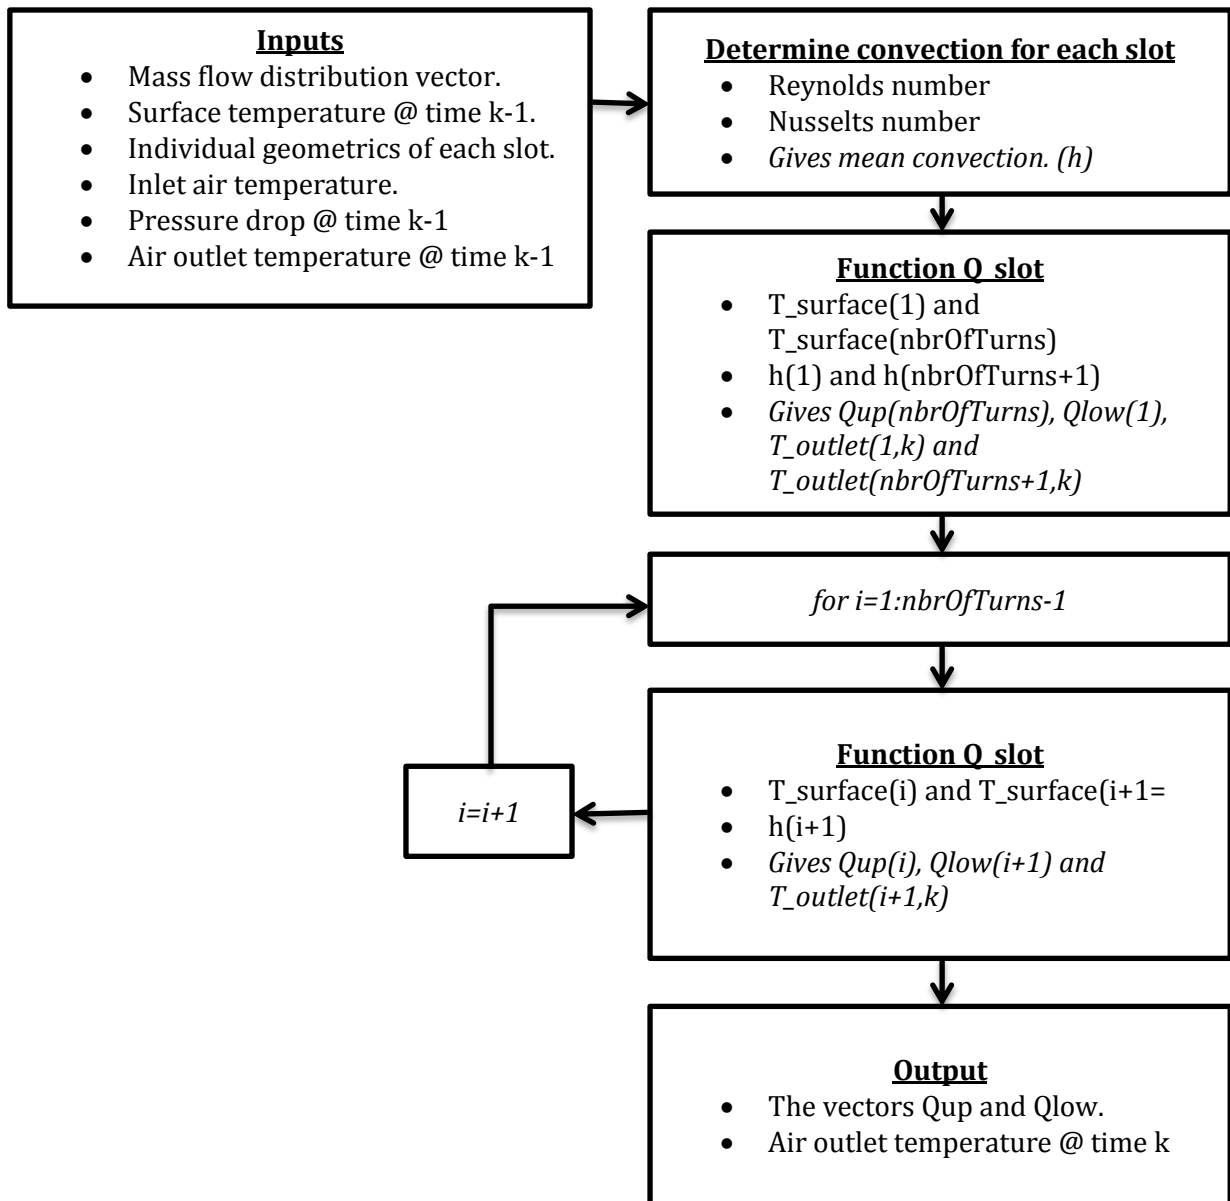 Inputs
• Mass flow distribution vector.
• Surface temperature @ time k-1.
• Individual geometrics of each slot.
• Inlet air temperature.
• Pressure drop @ time k-1
• Air outlet temperature @ time k-1
Determine convection for each slot
• Reynolds number
• Nusselts number
• Gives mean convection. (h)
Function Q_slot
• T_surface(1) and
T_surface(nbrOfTurns)
• h(1) and h(nbrOfTurns+1)
• Gives Qup(nbrOfTurns), Qlow(1),
T_outlet(1,k) and
T_outlet(nbrOfTurns+1,k)
for i=1:nbrOfTurns-1
Function Q_slot
• T_surface(i) and T_surface(i+1=
• h(i+1)
• Gives Qup(i), Qlow(i+1) and
T_outlet(i+1,k)
i=i+1
Output
• The vectors Qup and Qlow.
• Air outlet temperature @ time k